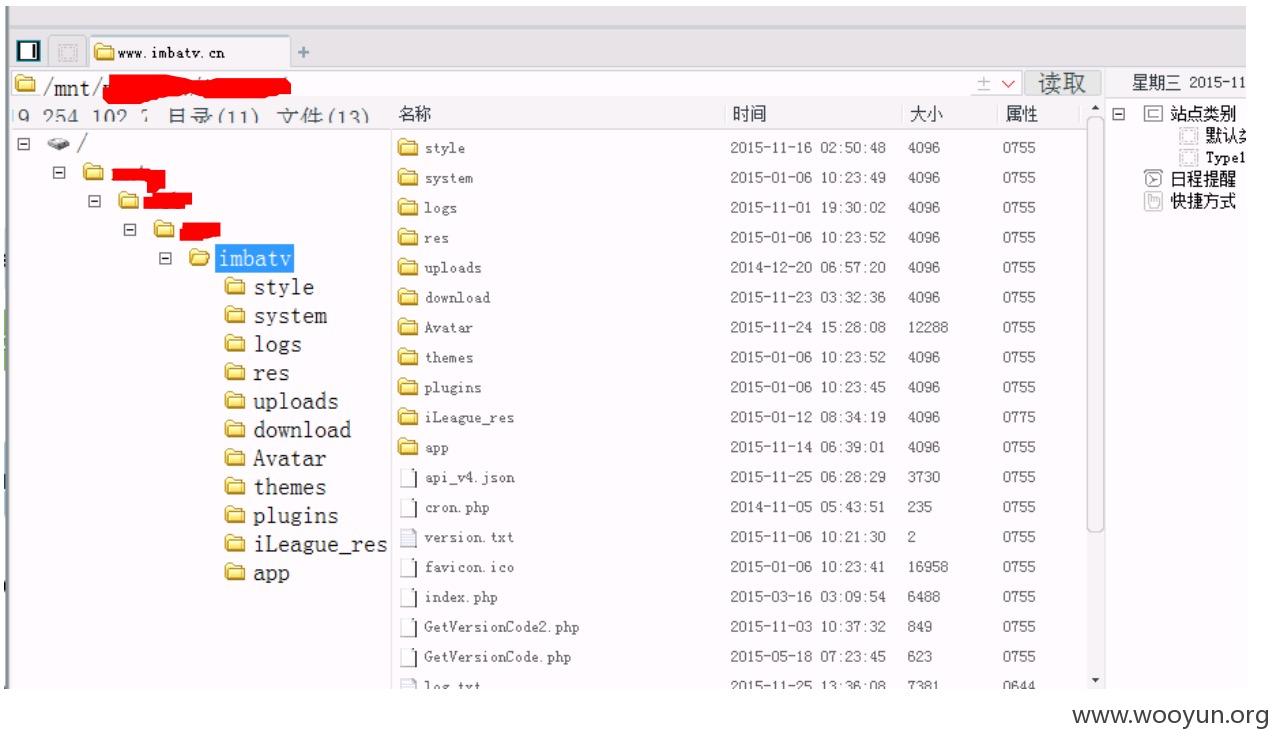 www.imbatv.cn
/mnt/
读取
星期三 2015-11
目录(11) 文件(13)
名称 时间 大小 属性
/
imbatv
style
system
logs
res
uploads
download
Avatar
themes
plugins
iLeague_res
app
style 2015-11-16 02:50:48 4096 0755
system 2015-01-06 10:23:49 4096 0755
logs 2015-11-01 19:30:02 4096 0755
res 2015-01-06 10:23:52 4096 0755
uploads 2014-12-20 06:57:20 4096 0755
download 2015-11-23 03:32:36 4096 0755
Avatar 2015-11-24 15:28:08 12288 0755
themes 2015-01-06 10:23:52 4096 0755
plugins 2015-01-06 10:23:45 4096 0755
iLeague_res 2015-01-12 08:34:19 4096 0775
app 2015-11-14 06:39:01 4096 0755
api_v4.json 2015-11-25 06:28:29 3730 0755
cron.php 2014-11-05 05:43:51 235 0755
version.txt 2015-11-06 10:21:30 2 0755
favicon.ico 2015-01-06 10:23:41 16958 0755
index.php 2015-03-16 03:09:54 6488 0755
GetVersionCode2.php 2015-11-03 10:37:32 849 0755
GetVersionCode.php 2015-05-18 07:23:45 623 0755
log.txt 2015-11-25 13:36:08 7381 0644
站点类别
默认
Type1
日程提醒
快捷方式
www.wooyun.org